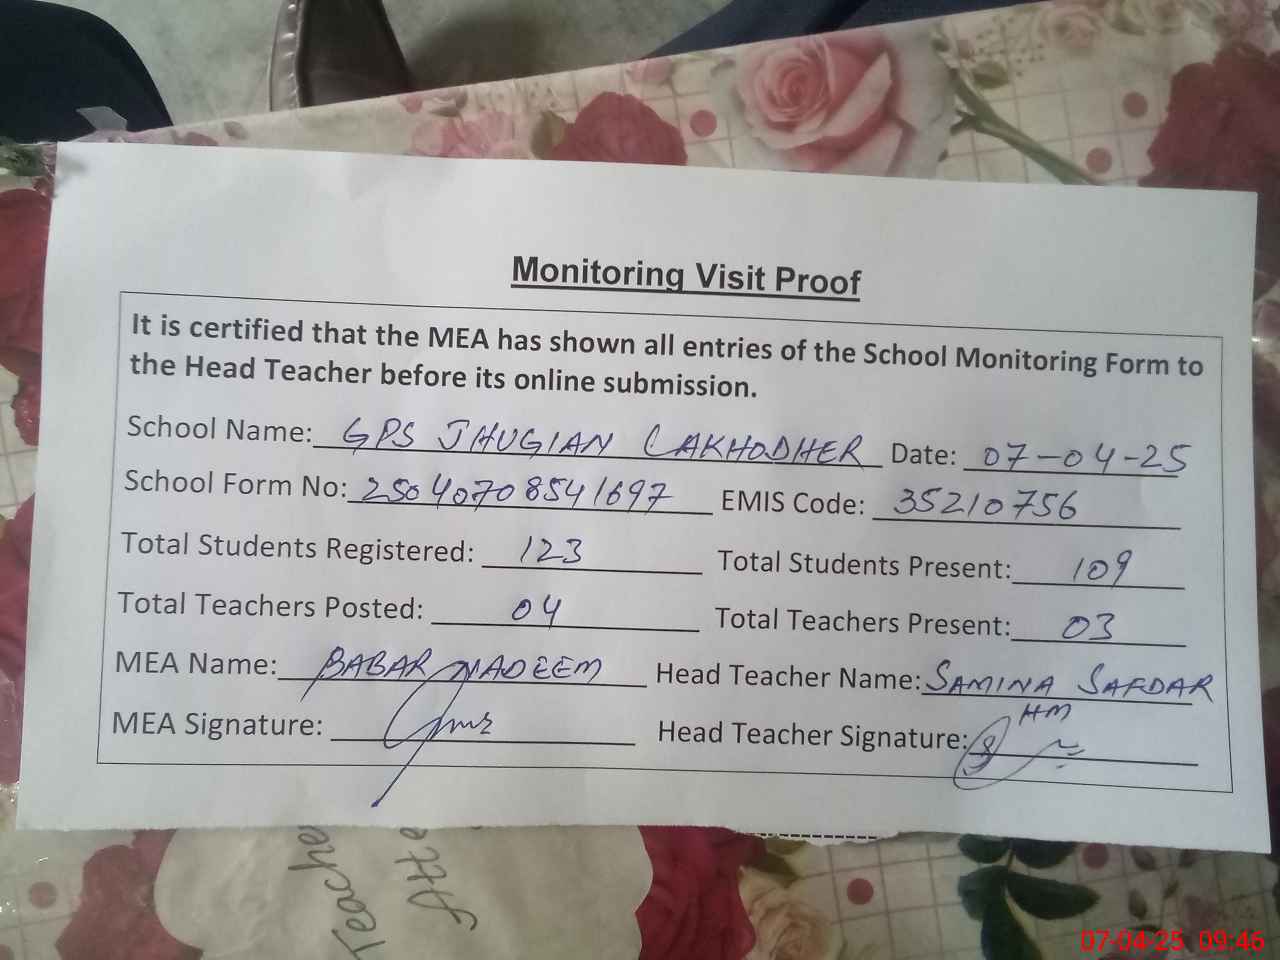 Monitoring Visit Proof
It is certified that the MEA has shown all entries of the School Monitoring Form to
the Head Teacher before its online submission.
School Name: GPS JHUGIAN LAKHODHER Date: 07-04-25
School Form No: 25040708541697 EMIS Code: 35210756
Total Students Registered: 123 Total Students Present: 109
Total Teachers Posted: 04 Total Teachers Present: 03
MEA Name: BABAR NADEEM Head Teacher Name: SAMINA SAFDAR
MEA Signature: Head Teacher Signature: HM
Teache
Atte
07-04-25 09:46